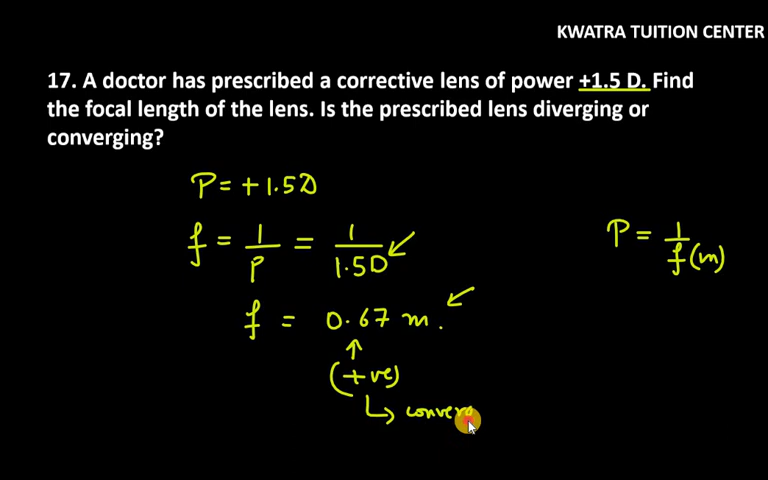 KWATRA TUITION CENTER
17. A doctor has prescribed a corrective lens of power +1.5 D. Find
the focal length of the lens. Is the prescribed lens diverging or
converging?
P = +1.5D
f = 1/P = 1/1.5D
P = 1/f(m)
f = 0.67 m.
(+ve)
↳ converg